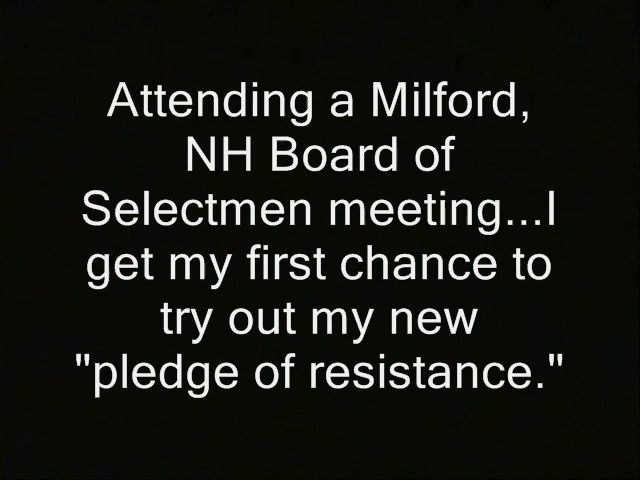 Attending a Milford,
NH Board of
Selectmen meeting...I
get my first chance to
try out my new
"pledge of resistance."